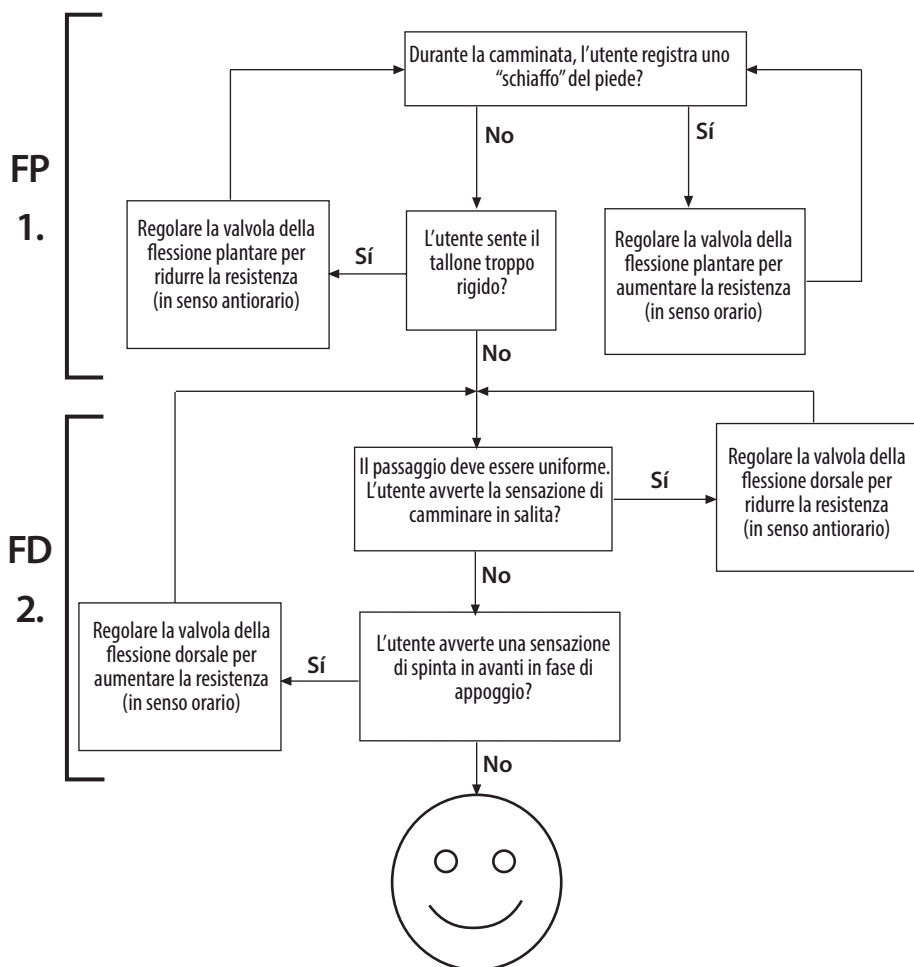 FP
1.
Durante la camminata, l'utente registra uno
“schiaffo” del piede?
No
Sí
Regolare la valvola della
flessione plantare per
ridurre la resistenza
(in senso antiorario)
Sí
L'utente sente il
tallone troppo
rigido?
Regolare la valvola della
flessione plantare per
aumentare la resistenza
(in senso orario)
No
FD
2.
Il passaggio deve essere uniforme.
L'utente avverte la sensazione di
camminare in salita?
Sí
Regolare la valvola della
flessione dorsale per
ridurre la resistenza
(in senso antiorario)
No
Regolare la valvola della
flessione dorsale per
aumentare la resistenza
(in senso orario)
Sí
L'utente avverte una sensazione
di spinta in avanti in fase di
appoggio?
No